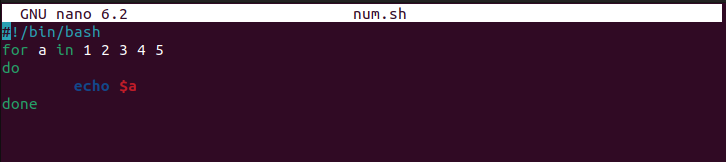 GNU nano 6.2 num.sh
#!/bin/bash
for a in 1 2 3 4 5
do
echo $a
done